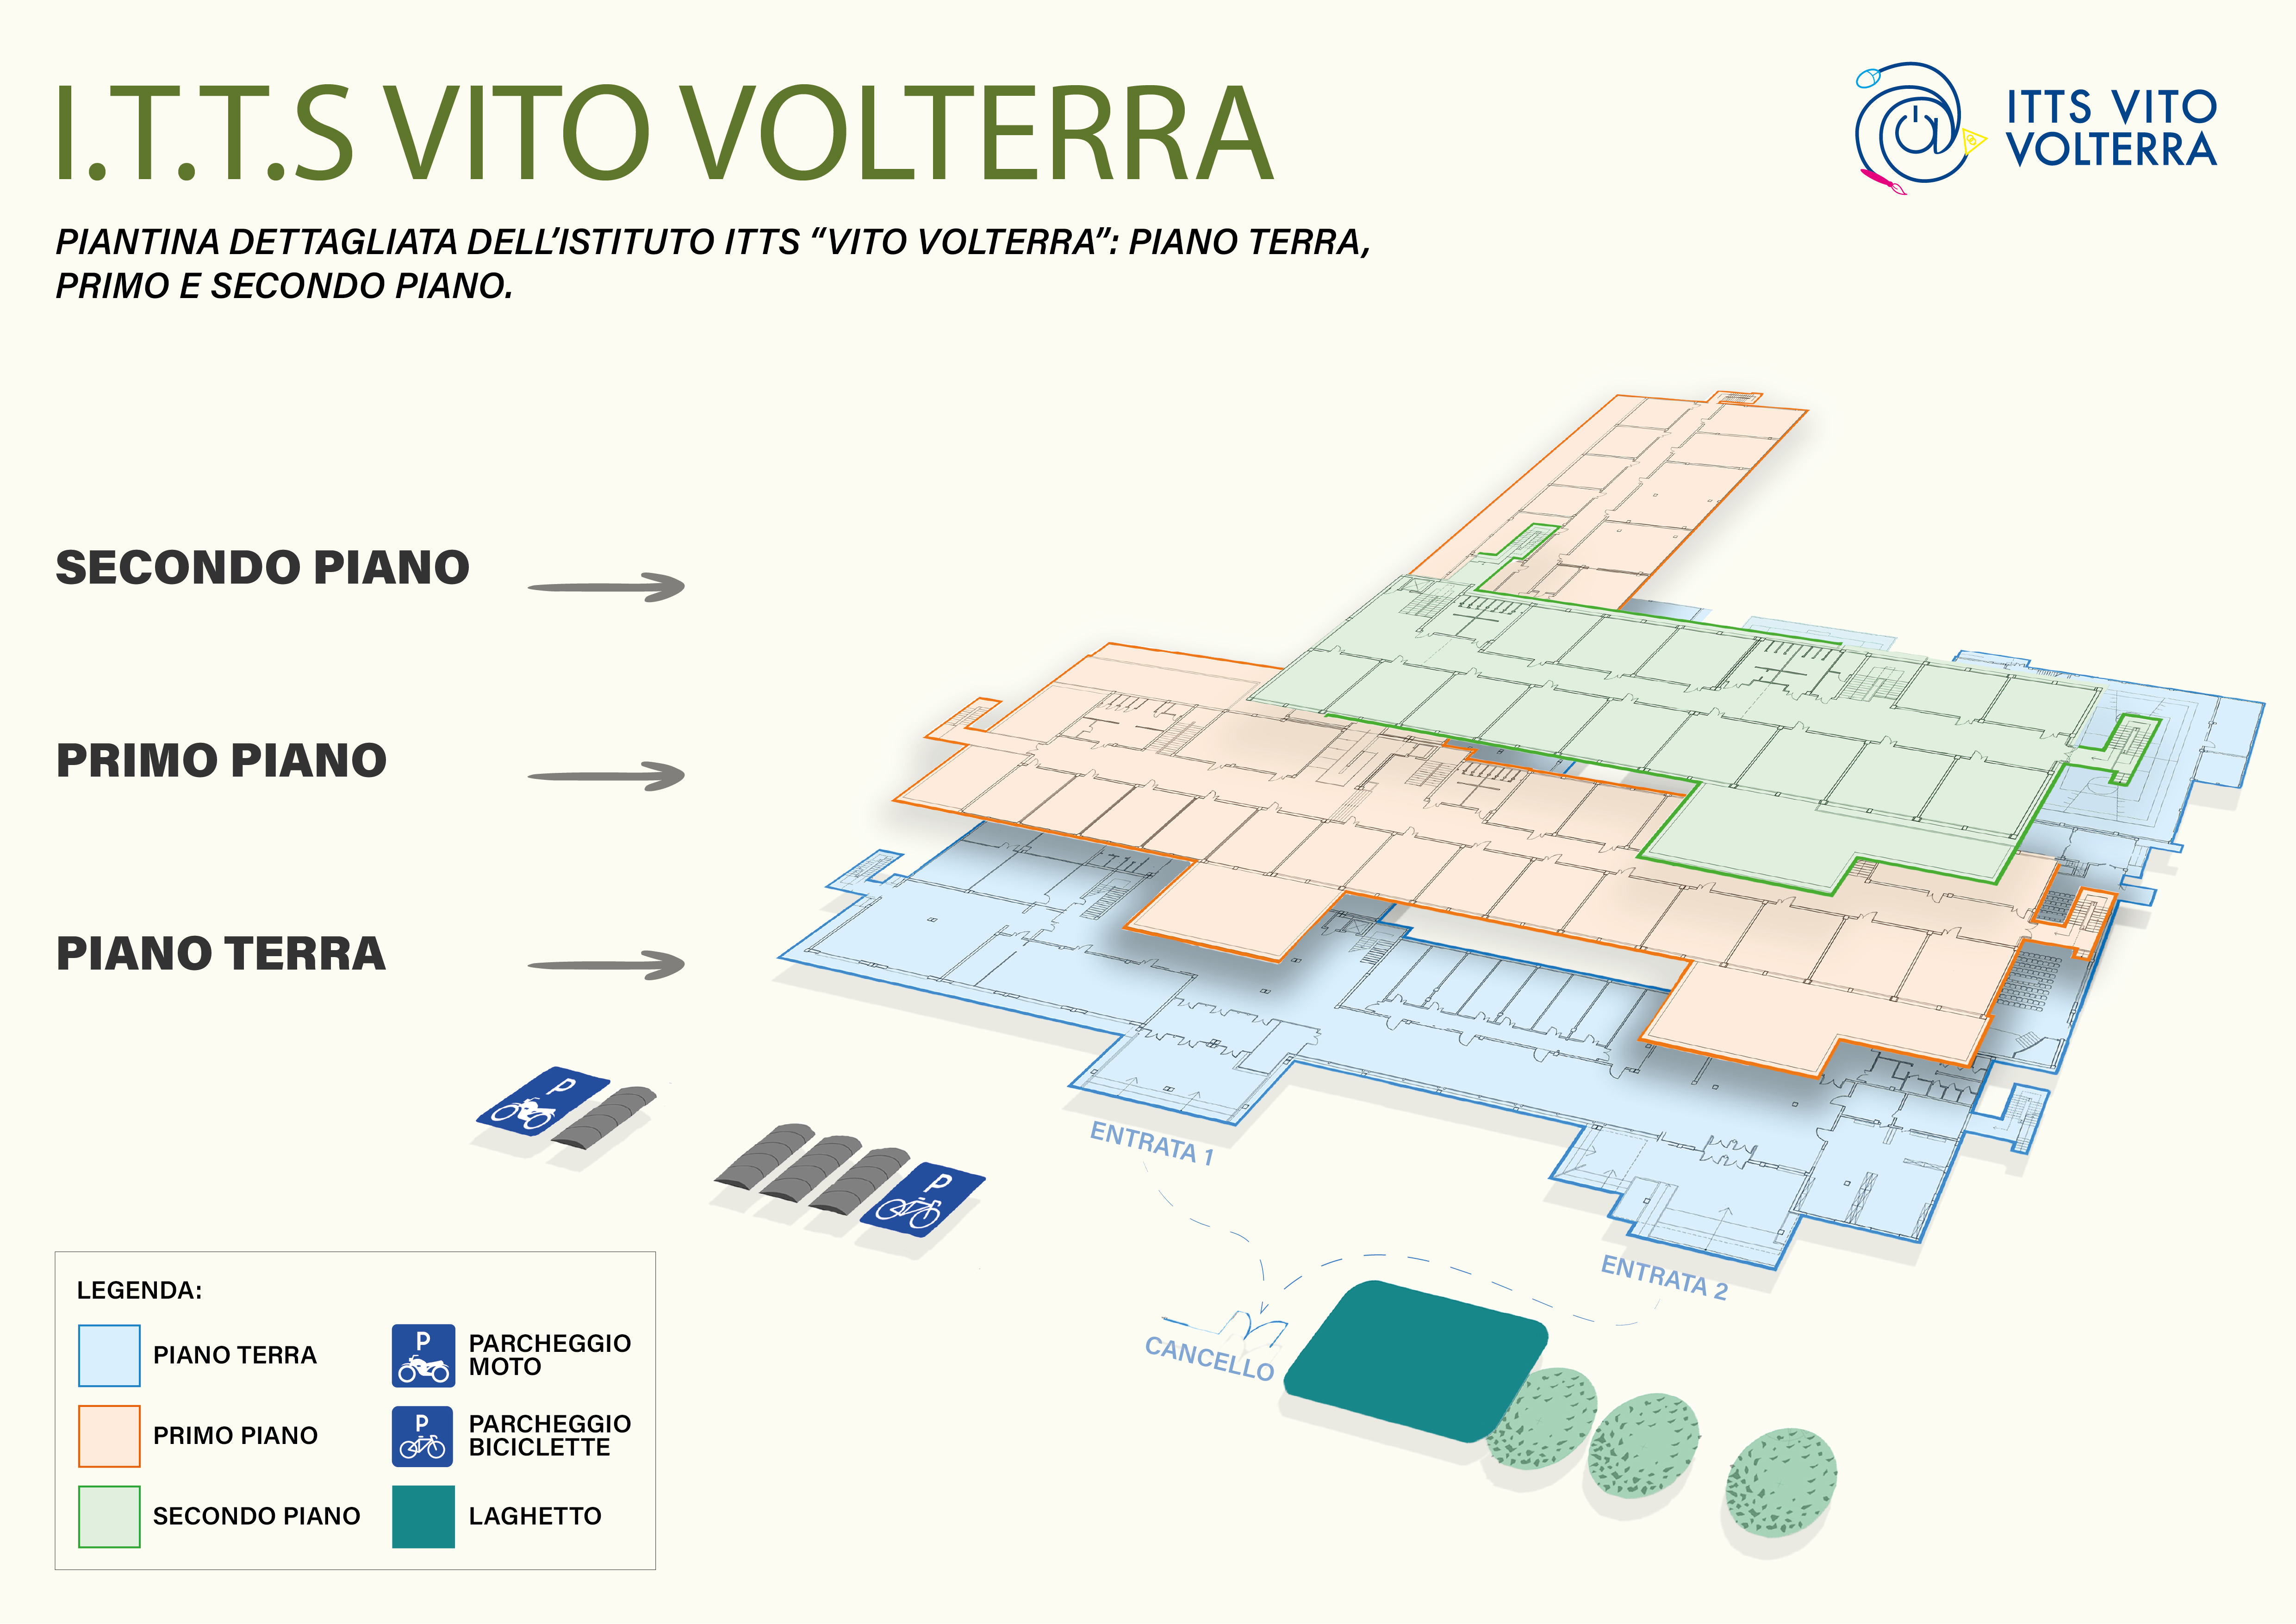 I.T.T.S VITO VOLTERRA
ITTS VITO
VOLTERRA
PIANTINA DETTAGLIATA DELL’ISTITUTO ITTS “VITO VOLTERRA”: PIANO TERRA,
PRIMO E SECONDO PIANO.
SECONDO PIANO
PRIMO PIANO
PIANO TERRA
P
P
ENTRATA 1
ENTRATA 2
CANCELLO
LEGENDA:
PIANO TERRA
P
PARCHEGGIO
MOTO
PRIMO PIANO
P
PARCHEGGIO
BICICLETTE
SECONDO PIANO
LAGHETTO